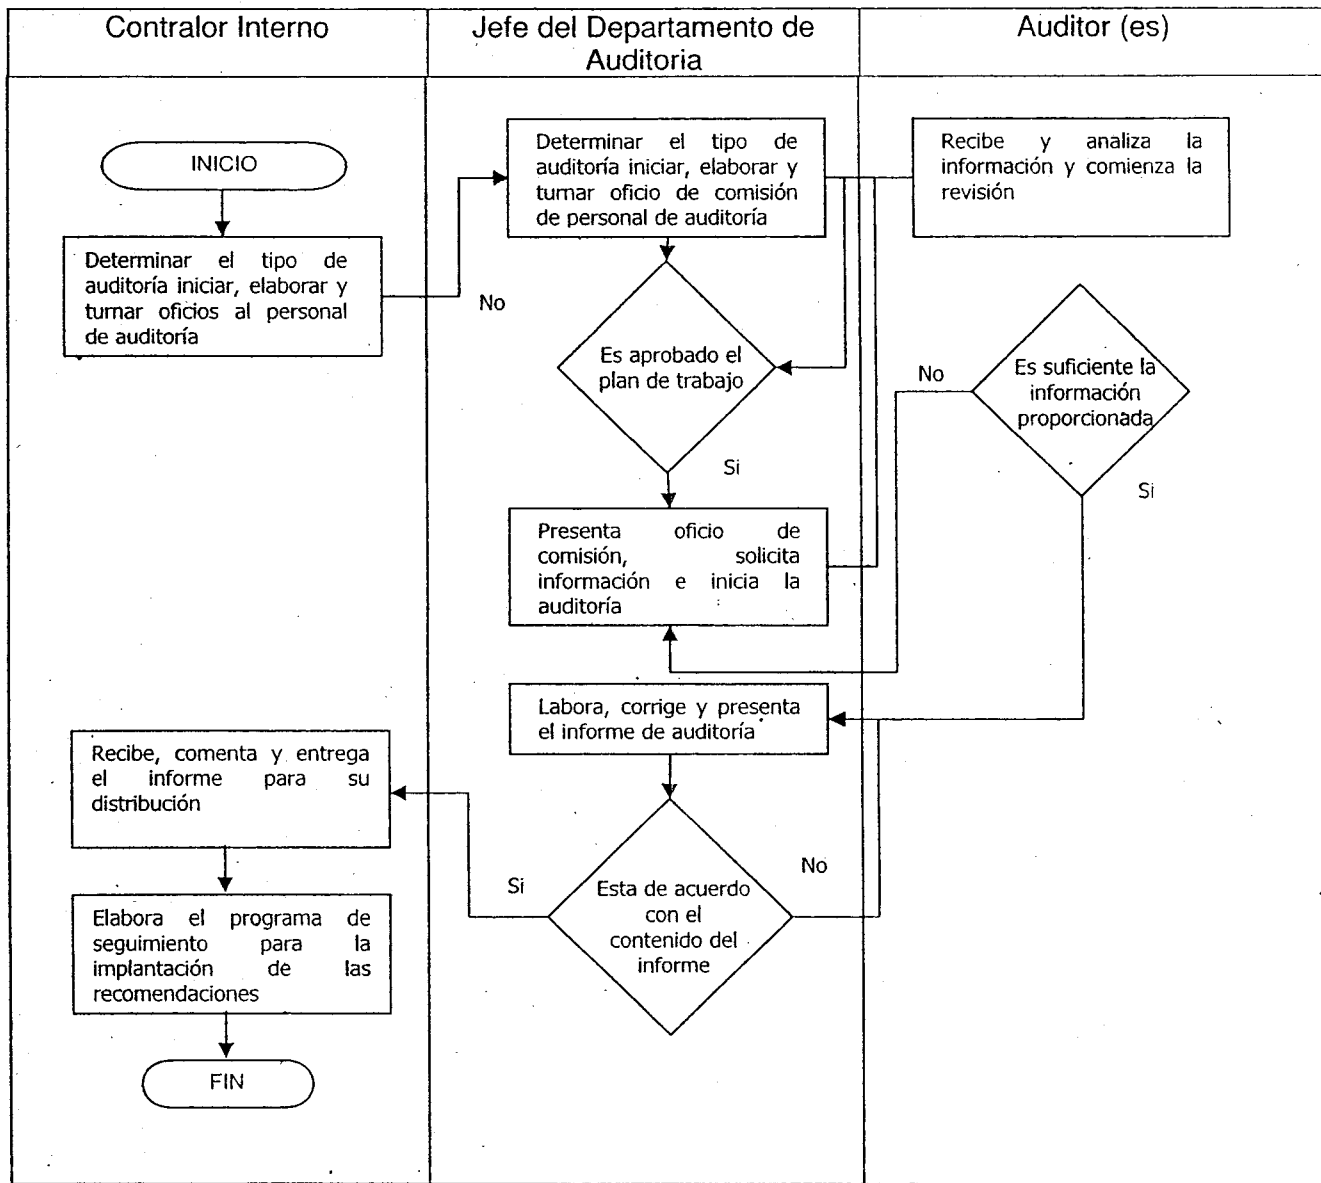 Contralor Interno
Jefe del Departamento de
Auditoria
Auditor (es)
INICIO
Determinar el tipo de
auditoría iniciar, elaborar y
turnar oficios al personal
de auditoría
No
Determinar el tipo de
auditoría iniciar, elaborar y
turnar oficio de comisión
de personal de auditoría
Recibe y analiza la
información y comienza la
revisión
Es aprobado el
plan de trabajo
No
Es suficiente la
información
proporcionada
Si
Si
Presenta oficio de
comisión, solicita
información e inicia la
auditoría
Labora, corrige y presenta
el informe de auditoría
Recibe, comenta y entrega
el informe para su
distribución
Si
No
Esta de acuerdo
con el
contenido del
informe
Elabora el programa de
seguimiento para la
implantación de las
recomendaciones
FIN